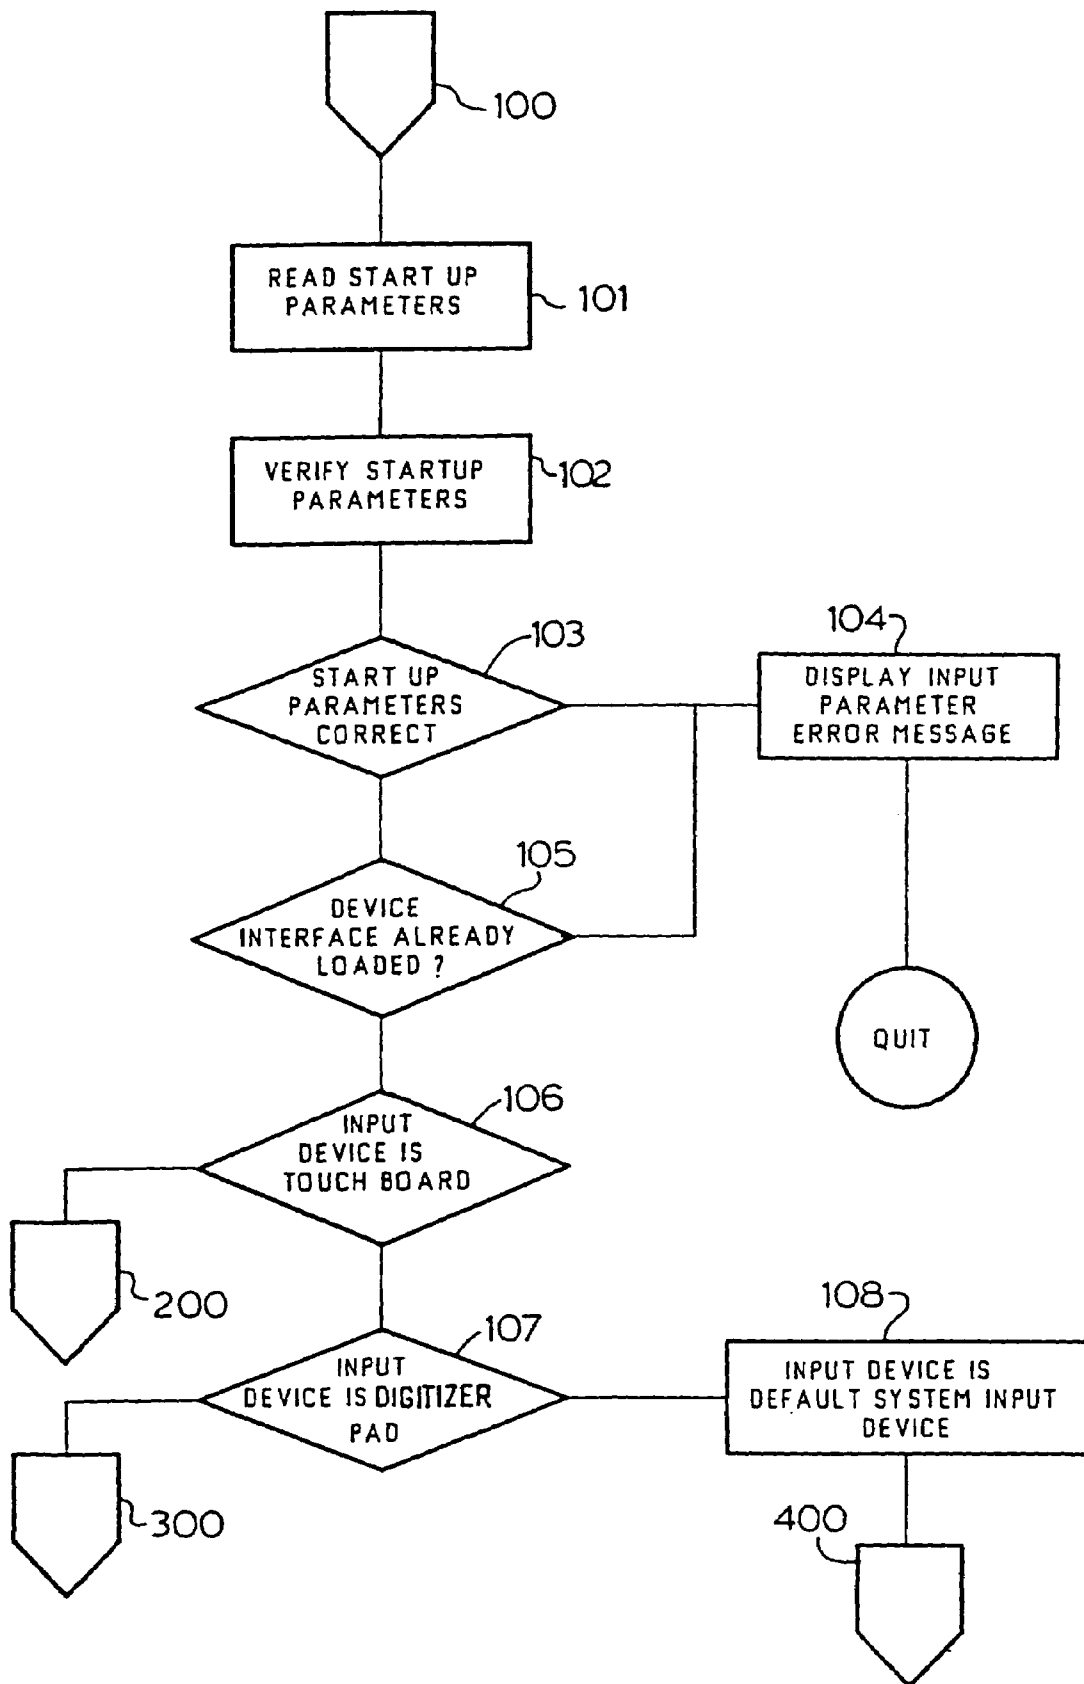 100
READ START UP
PARAMETERS
101
VERIFY STARTUP
PARAMETERS
102
103
START UP
PARAMETERS
CORRECT
104
DISPLAY INPUT
PARAMETER
ERROR MESSAGE
105
DEVICE
INTERFACE ALREADY
LOADED ?
QUIT
106
INPUT
DEVICE IS
TOUCH BOARD
200
107
INPUT
DEVICE IS DIGITIZER
PAD
108
INPUT DEVICE IS
DEFAULT SYSTEM INPUT
DEVICE
300
400